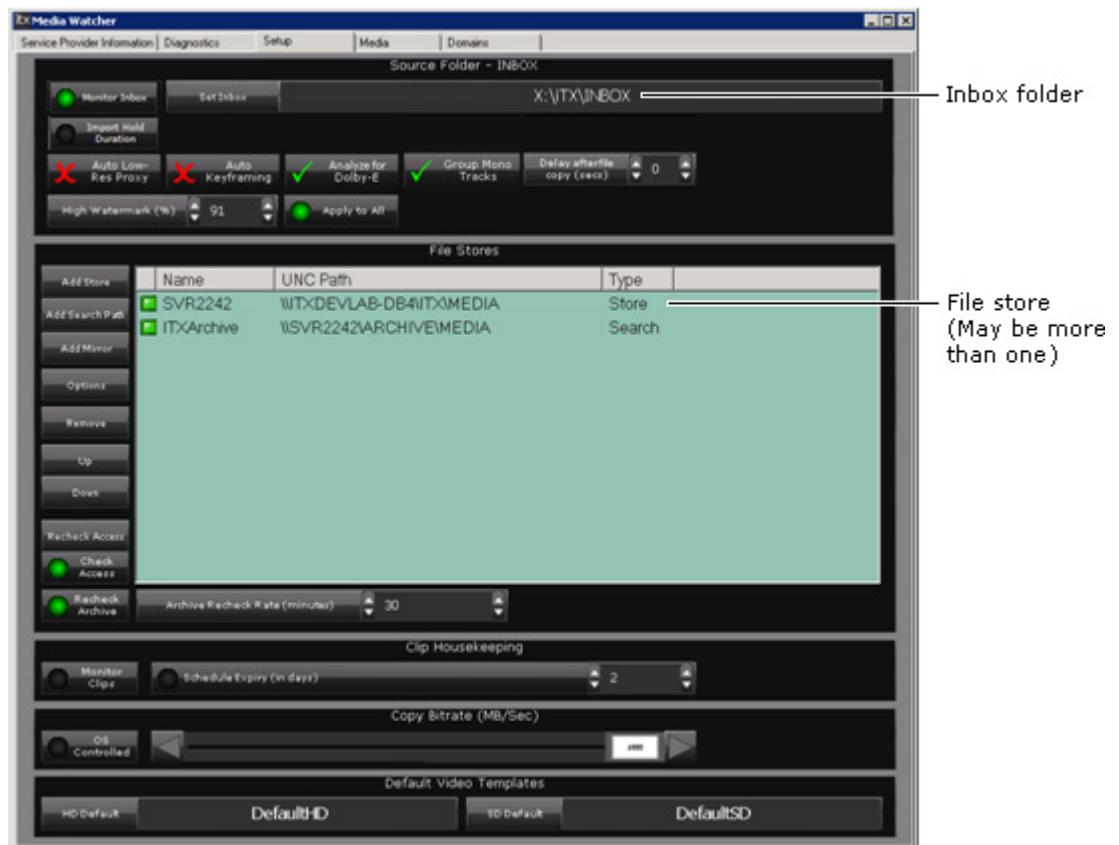 iTX Media Watcher
Service Provider Information Diagnostics Setup Media Domains
Source Folder - INBOX
Monitor Inbox Set Inbox X:\iTX\INBOX
Inbox folder
Import Hold
Duration
Auto Low-
Res Proxy
Auto
Keyframing
Analyze for
Dolby-E
Group Mono
Tracks
Delay after file
copy (secs)
0
High Watermark (%) 91 Apply to All
File Stores
Add Store
Name UNC Path Type
SVR2242 \\ITXDEVLAB-DB4\ITX\MEDIA Store
File store
(May be more
than one)
Add Search Path
ITXArchive \\SVR2242\ARCHIVE\MEDIA Search
Add Mirror
Options
Remove
Up
Down
Recheck Access
Check
Access
Recheck
Archive
Archive Recheck Rate (minutes) 30
Clip Housekeeping
Monitor
Clips
Schedule Expiry (in days) 2
Copy Bitrate (MB/Sec)
OS
Controlled
Default Video Templates
HD Default DefaultHD SD Default DefaultSD